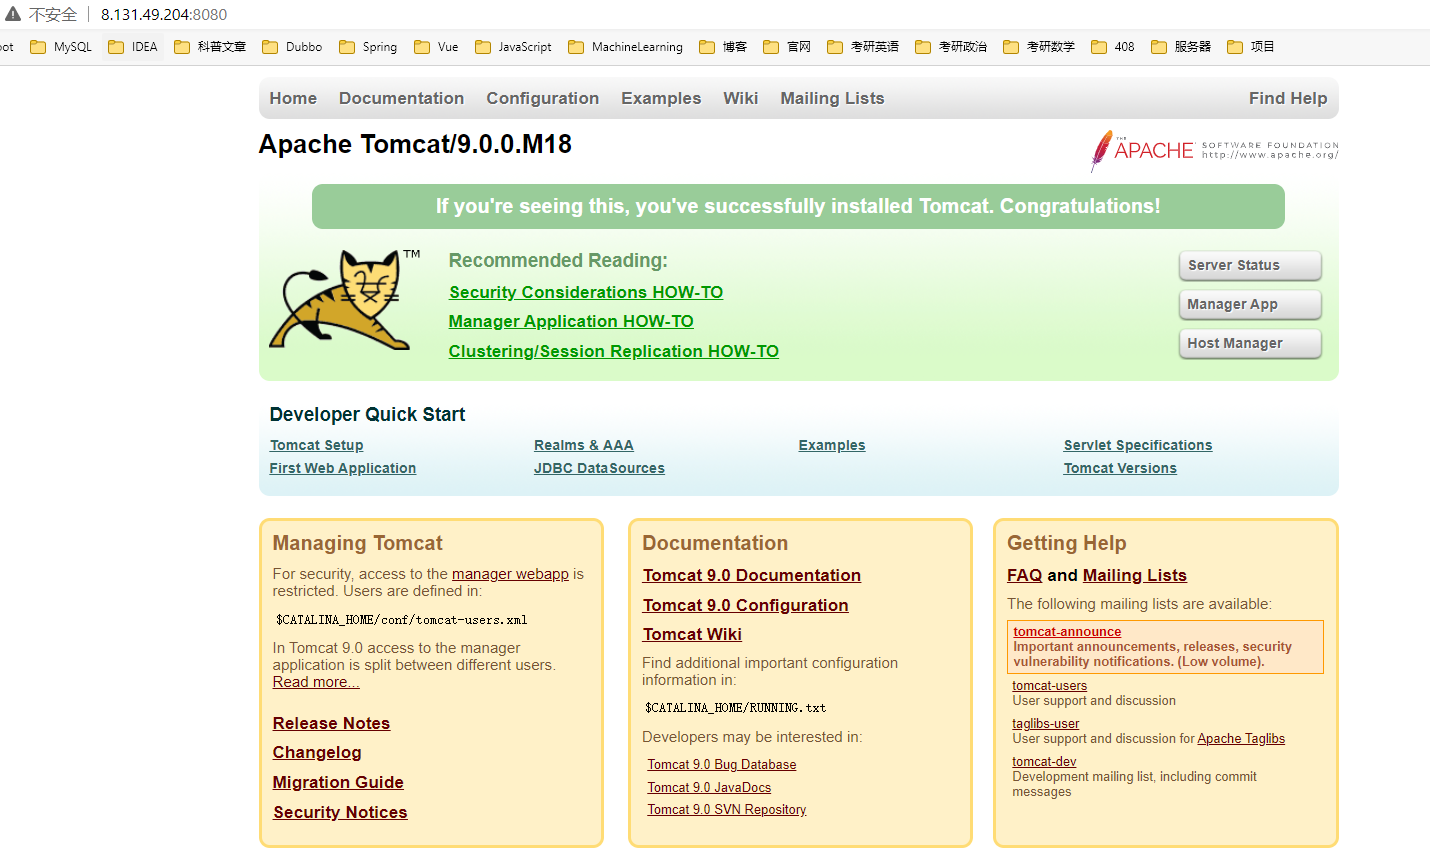 不安全 8.131.49.204:8080
ot MySQL IDEA 科普文章 Dubbo Spring Vue JavaScript MachineLearning 博客 官网 考研英语 考研政治 考研数学 408 服务器 项目
Home Documentation Configuration Examples Wiki Mailing Lists Find Help
Apache Tomcat/9.0.0.M18
THE APACHE SOFTWARE FOUNDATION
http://www.apache.org/
If you're seeing this, you've successfully installed Tomcat. Congratulations!
TM
Recommended Reading:
Security Considerations HOW-TO
Manager Application HOW-TO
Clustering/Session Replication HOW-TO
Server Status
Manager App
Host Manager
Developer Quick Start
Tomcat Setup
First Web Application
Realms & AAA
JDBC DataSources
Examples
Servlet Specifications
Tomcat Versions
Managing Tomcat
For security, access to the manager webapp is
restricted. Users are defined in:
$CATALINA_HOME/conf/tomcat-users.xml
In Tomcat 9.0 access to the manager
application is split between different users.
Read more...
Release Notes
Changelog
Migration Guide
Security Notices
Documentation
Tomcat 9.0 Documentation
Tomcat 9.0 Configuration
Tomcat Wiki
Find additional important configuration
information in:
$CATALINA_HOME/RUNNING.txt
Developers may be interested in:
Tomcat 9.0 Bug Database
Tomcat 9.0 JavaDocs
Tomcat 9.0 SVN Repository
Getting Help
FAQ and Mailing Lists
The following mailing lists are available:
tomcat-announce
Important announcements, releases, security
vulnerability notifications. (Low volume).
tomcat-users
User support and discussion
taglibs-user
User support and discussion for Apache Taglibs
tomcat-dev
Development mailing list, including commit
messages